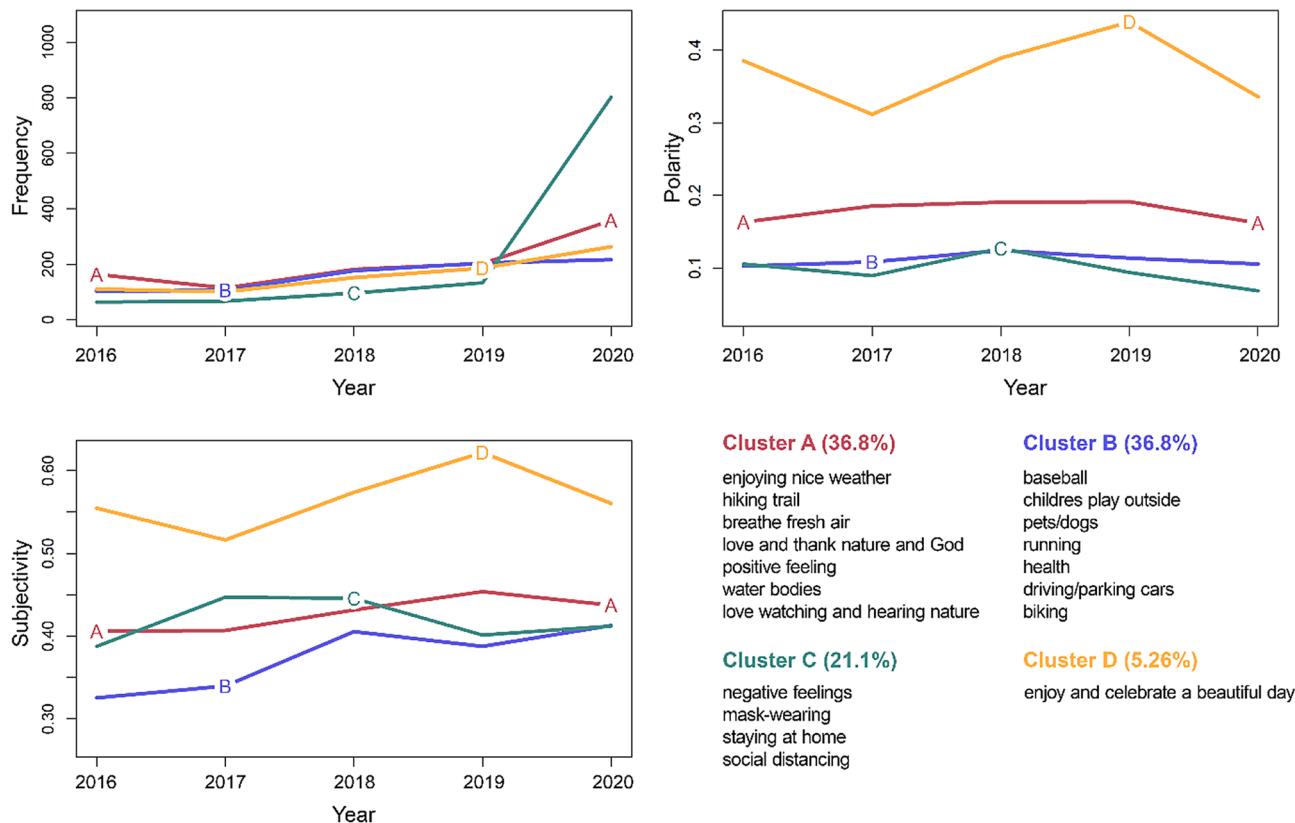 Frequency
0
200
400
600
800
1000
A
B
C
D
A
2016
2017
2018
2019
2020
Year
Polarity
0.1
0.2
0.3
0.4
A
B
C
D
A
2016
2017
2018
2019
2020
Year
Subjectivity
0.30
0.40
0.50
0.60
A
B
C
D
A
2016
2017
2018
2019
2020
Year
Cluster A (36.8%)
enjoying nice weather
hiking trail
breathe fresh air
love and thank nature and God
positive feeling
water bodies
love watching and hearing nature
Cluster B (36.8%)
baseball
childres play outside
pets/dogs
running
health
driving/parking cars
biking
Cluster C (21.1%)
negative feelings
mask-wearing
staying at home
social distancing
Cluster D (5.26%)
enjoy and celebrate a beautiful day